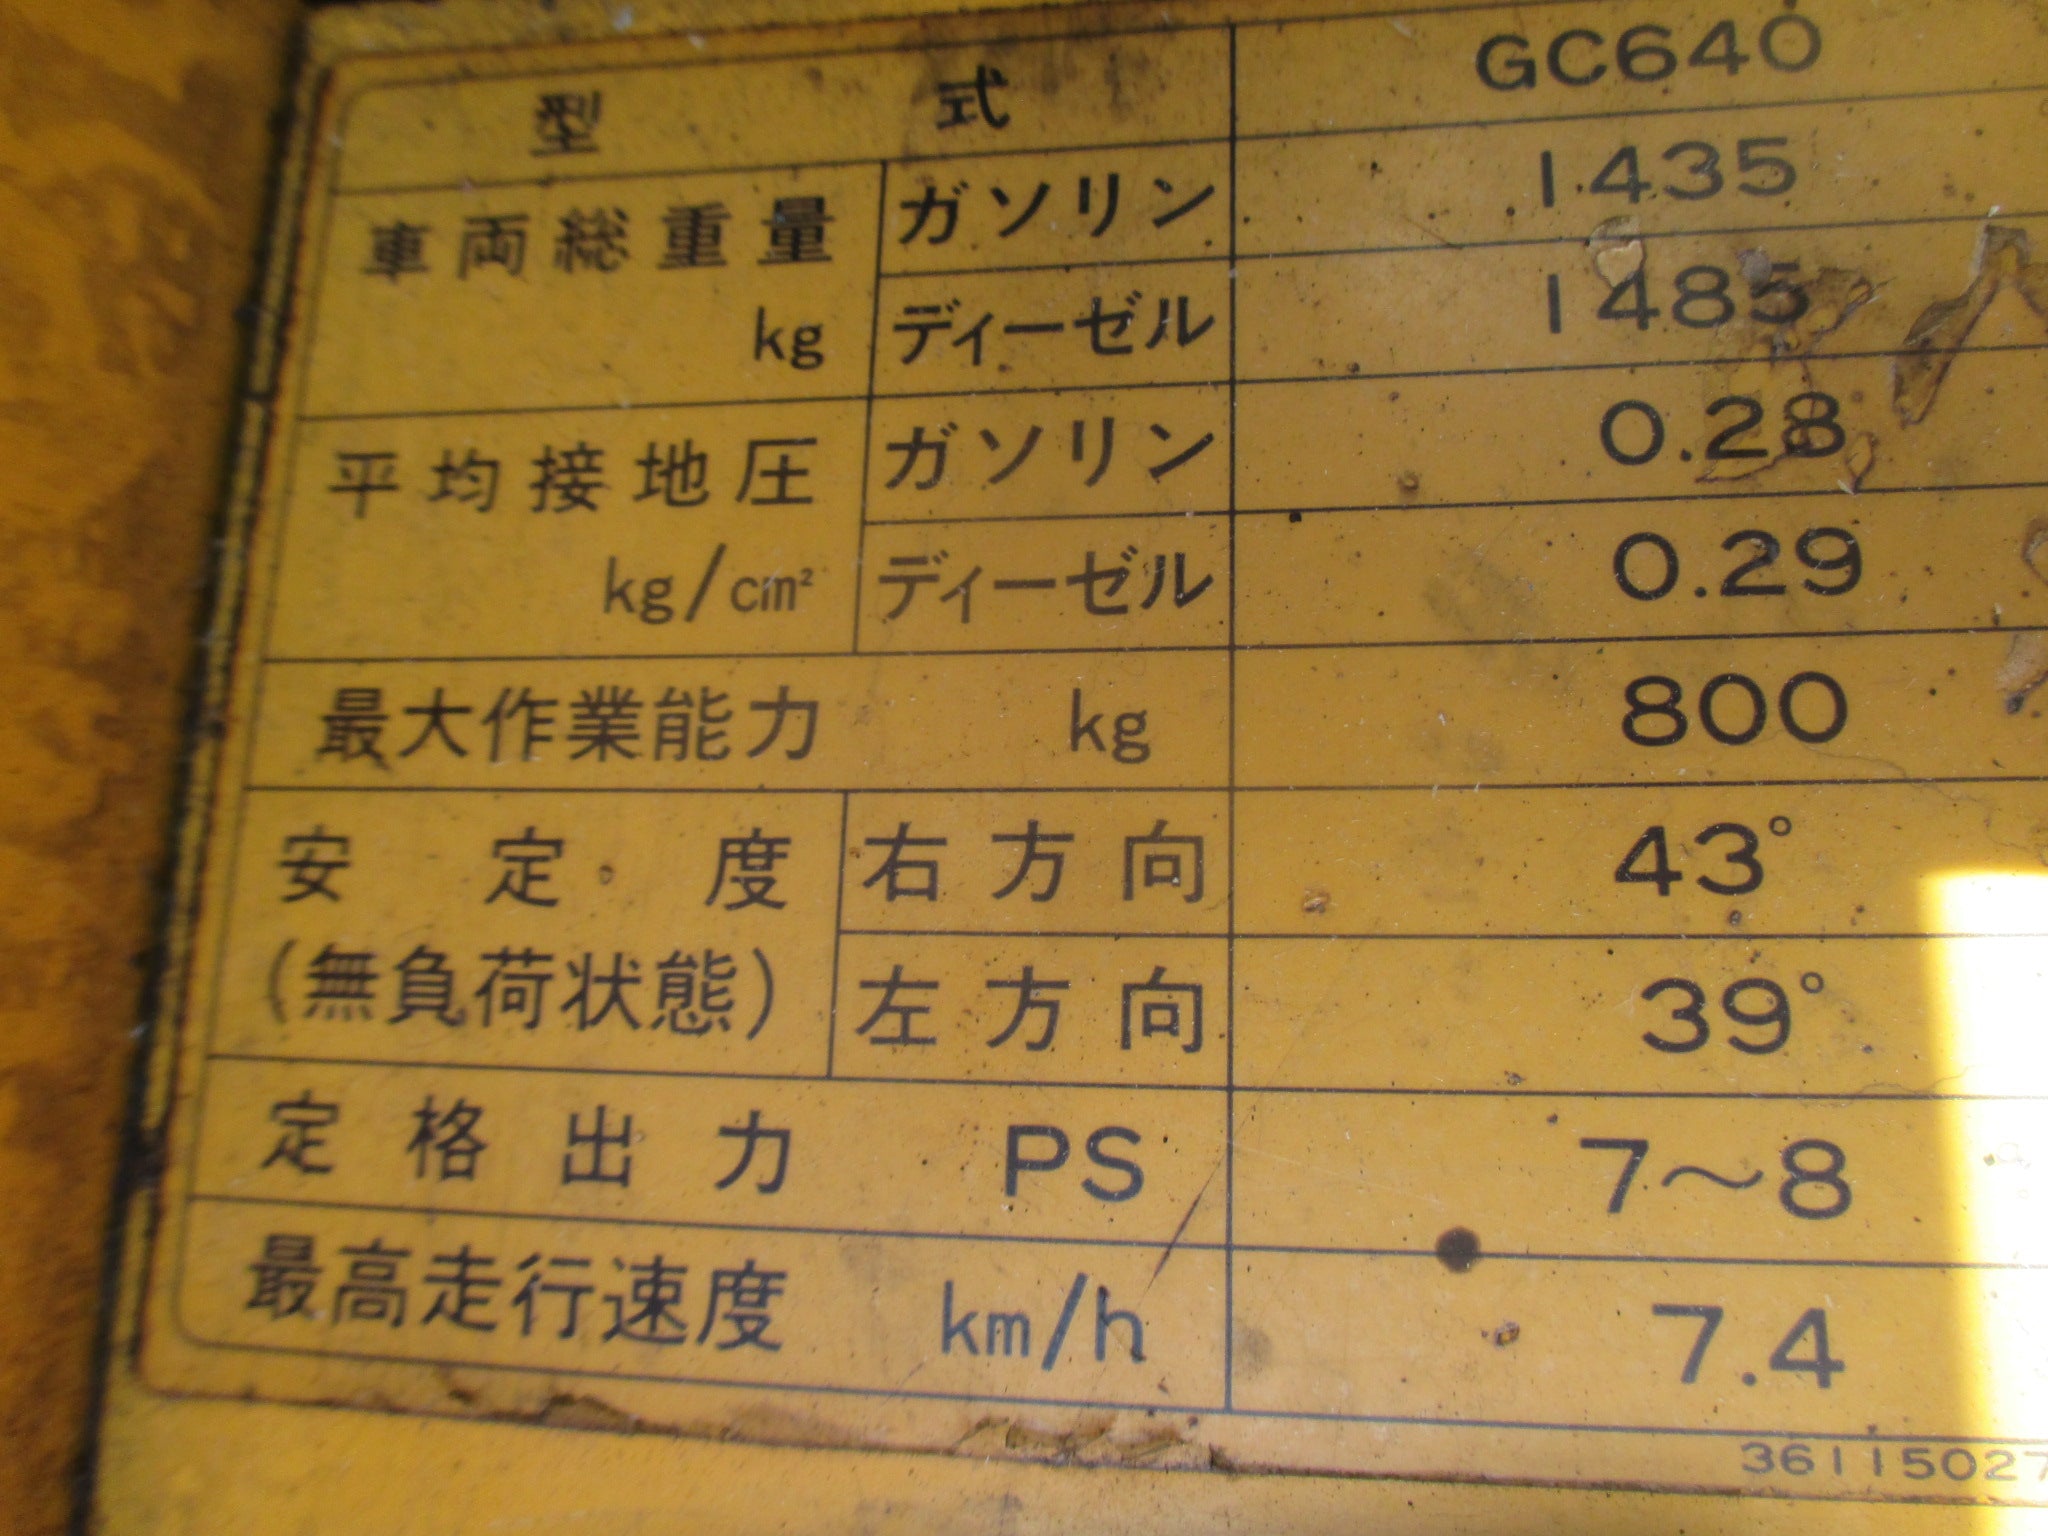 型式 GC640
車両総重量 ガソリン 1435
kg ディーゼル 1485
平均接地圧 ガソリン 0.28
kg/cm² ディーゼル 0.29
最大作業能力 kg 800
安定度 右方向 43°
(無負荷状態) 左方向 39°
定格出力 PS 7〜8
最高走行速度 km/h 7.4
36115027